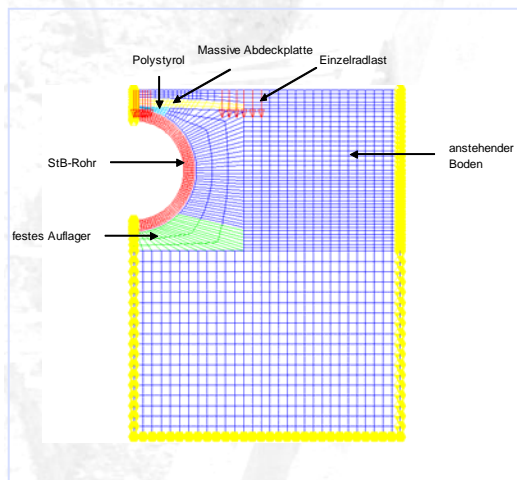 Massive Abdeckplatte
Polystyrol
Einzelradlast
StB-Rohr
anstehender
Boden
festes Auflager